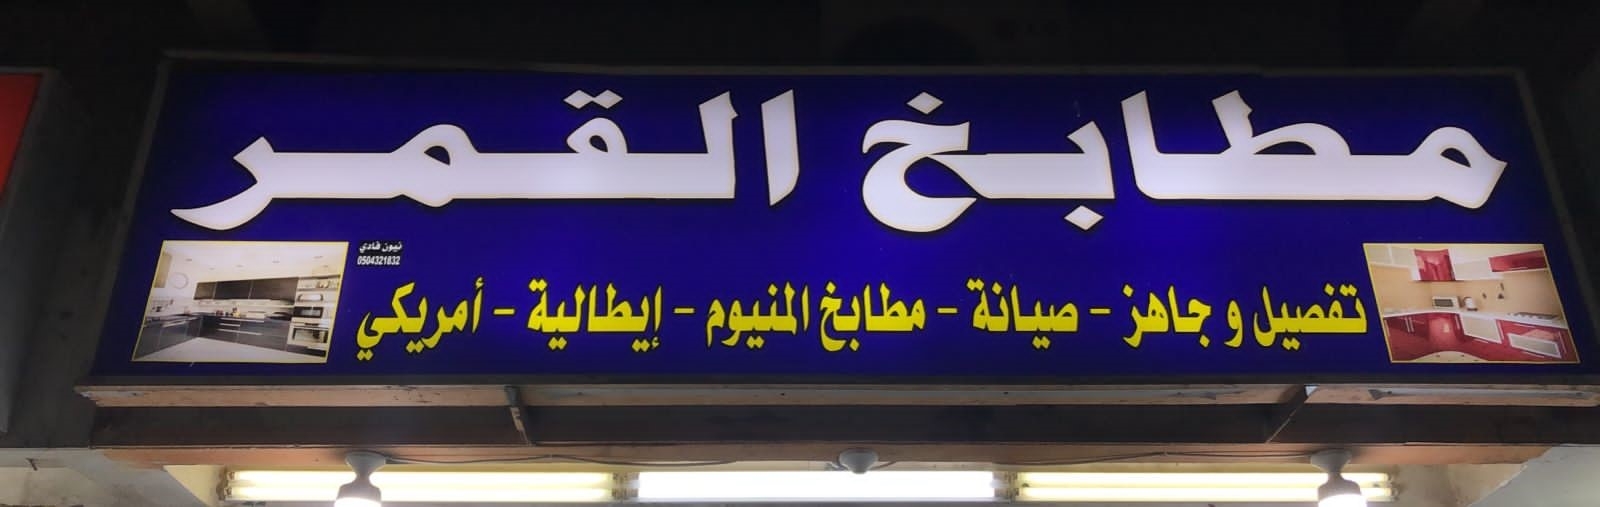 مطابخ القمر
نيون فادي
0504321832
تفصيل و جاهز - صيانة - مطابخ المنيوم - إيطالية - أمريكي